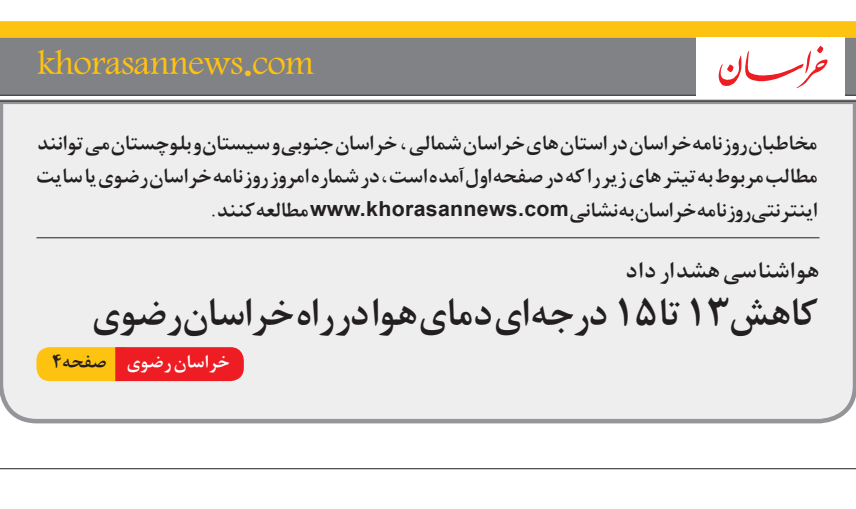 khorasannews.com
خراسان
مخاطبان روزنامه خراسان در استان های خراسان شمالی ، خراسان جنوبی و سیستان و بلوچستان می توانند
مطالب مربوط به تیتر های زیر را که در صفحه اول آمده است ، در شماره امروز روزنامه خراسان رضوی یا سایت
اینترنتی روزنامه خراسان به نشانی www.khorasannews.com مطالعه کنند .
هواشناسی هشدار داد
کاهش ۱۳ تا ۱۵ درجه ای دمای هوا در راه خراسان رضوی
خراسان رضوی صفحه ۴